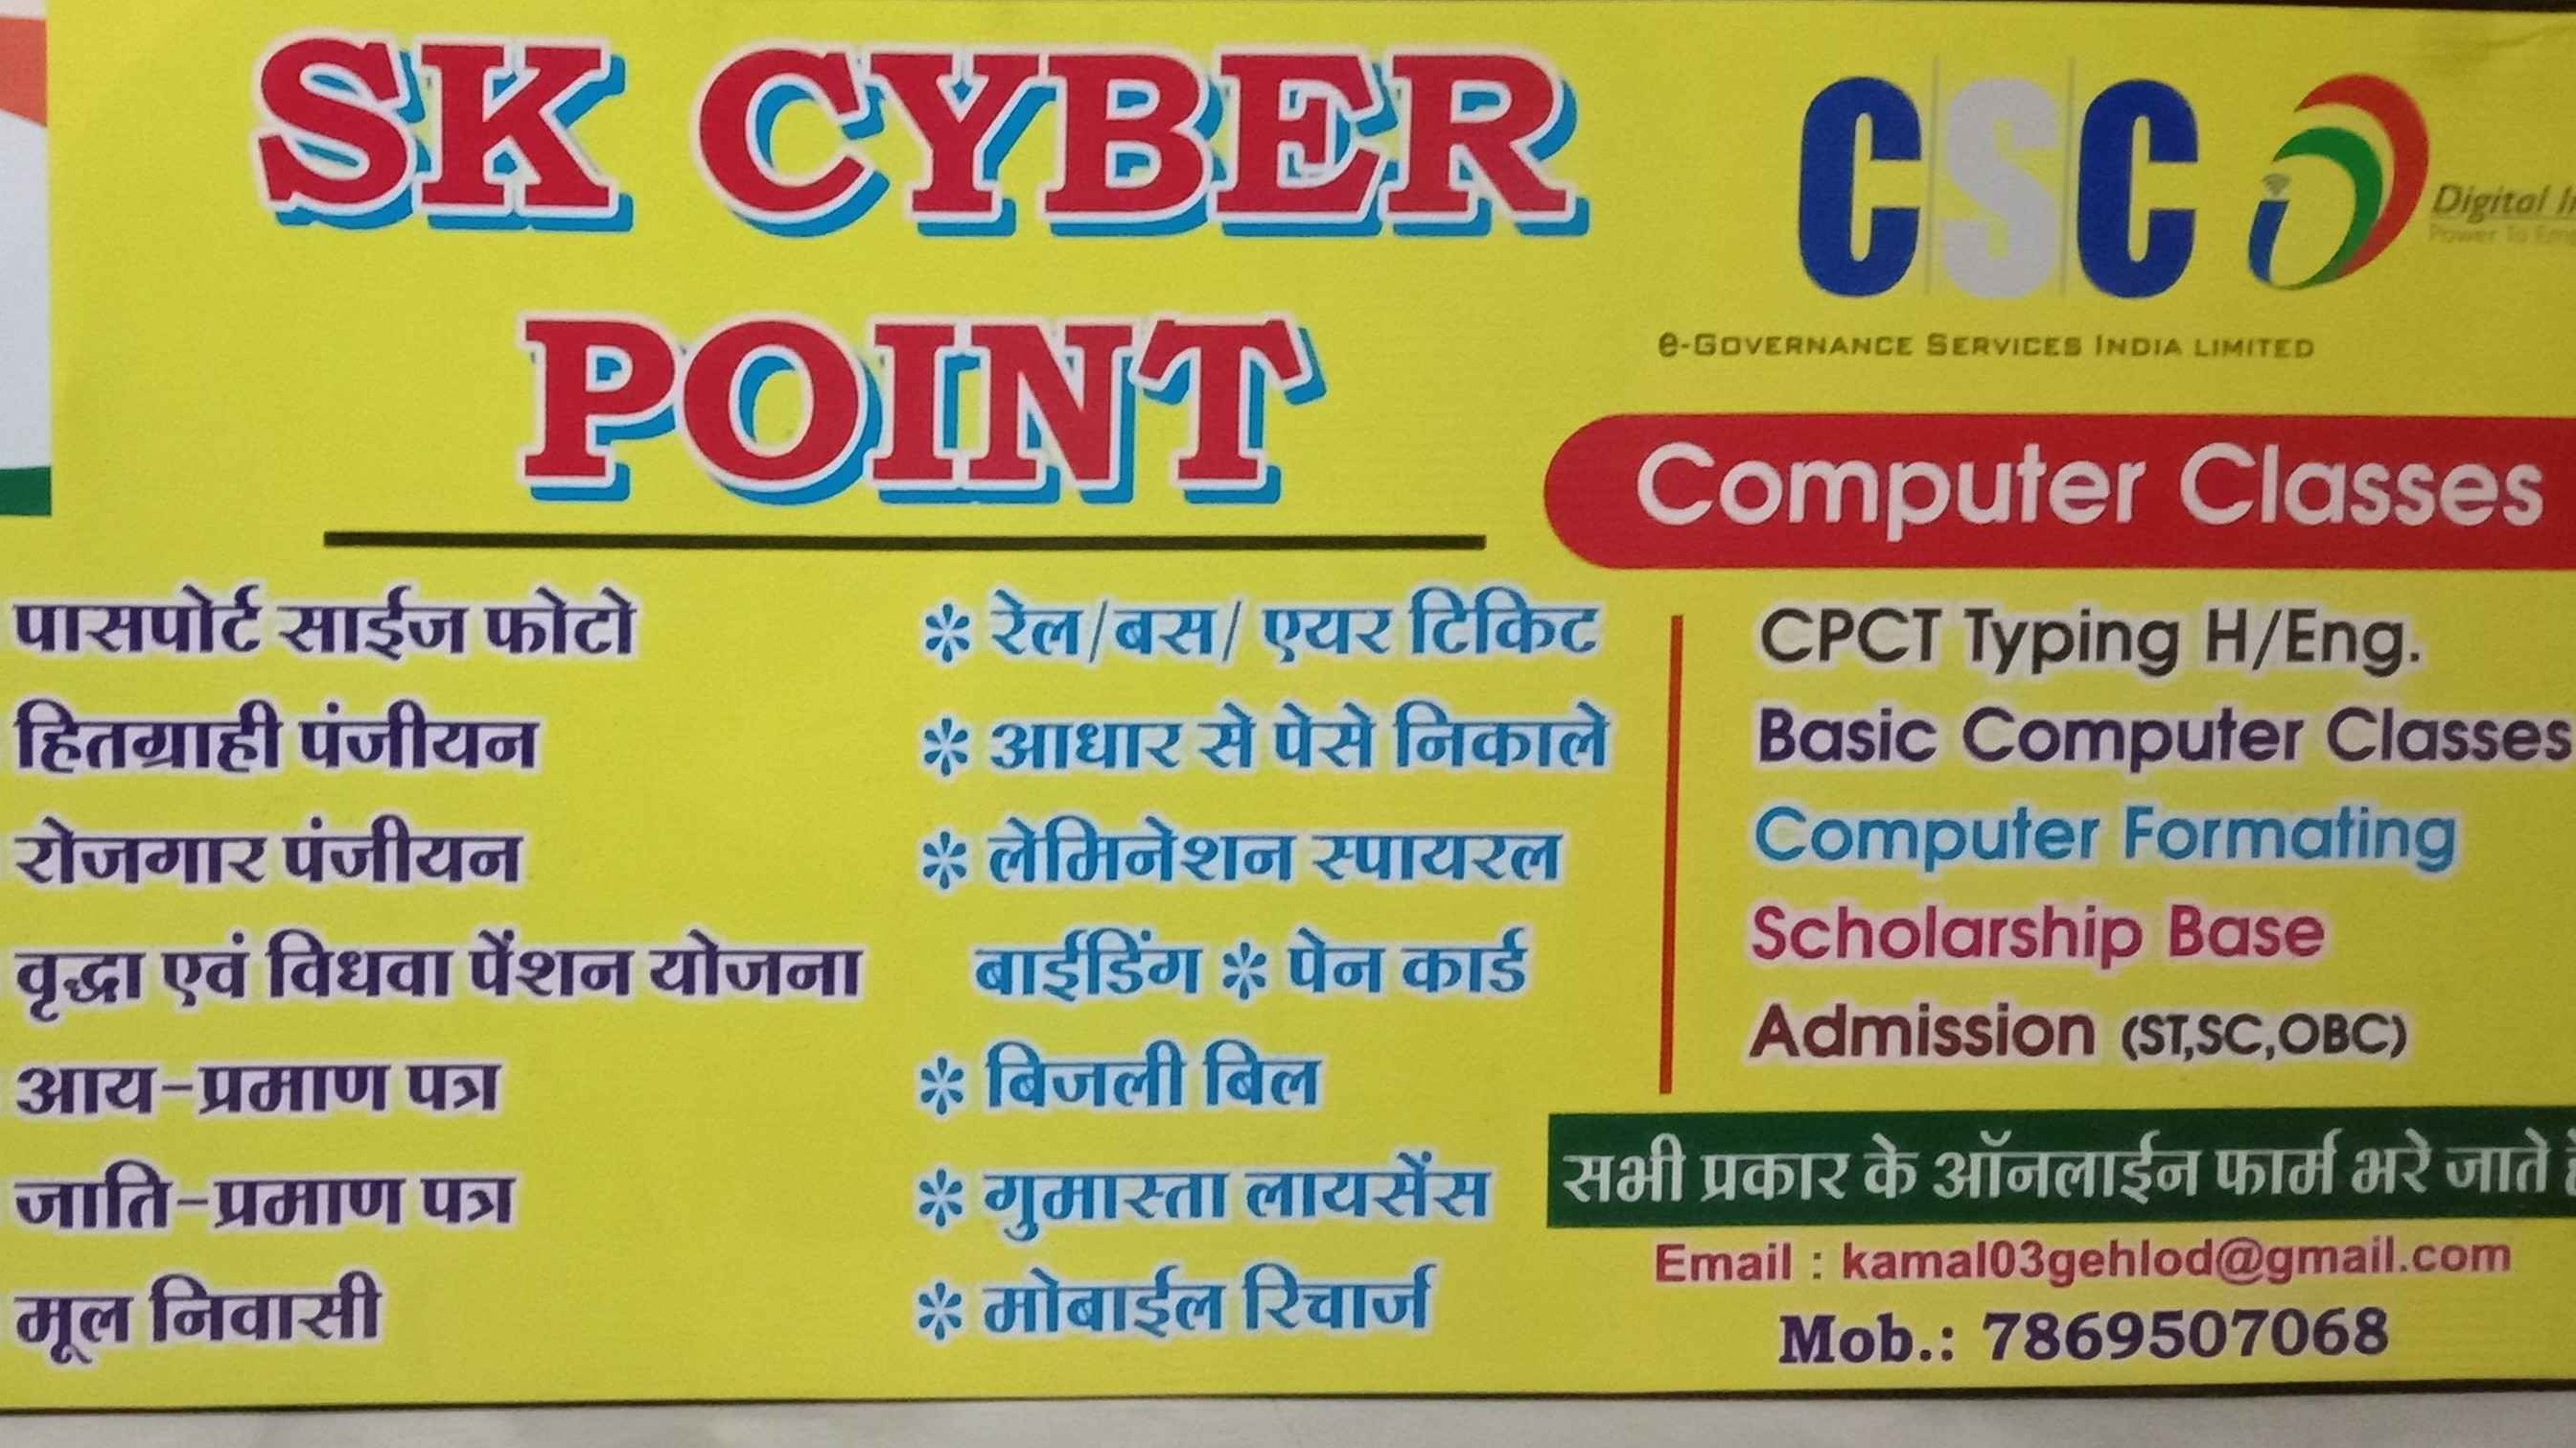 SK CYBER
POINT
पासपोर्ट साईज फोटो
हितग्राही पंजीयन
रोजगार पंजीयन
वृद्धा एवं विधवा पेंशन योजना
आय-प्रमाण पत्र
जाति-प्रमाण पत्र
मूल निवासी
* रेल/बस/ एयर टिकिट
* आधार से पेसे निकाले
* लेमिनेशन स्पायरल
बाईडिंग * पेन कार्ड
* बिजली बिल
* गुमास्ता लायसेंस
* मोबाईल रिचार्ज
CSC
Digital
Power To
e-GOVERNANCE SERVICES INDIA LIMITED
Computer Classes
CPCT Typing H/Eng.
Basic Computer Classes
Computer Formating
Scholarship Base
Admission (ST,SC,OBC)
सभी प्रकार के ऑनलाईन फार्म भरे जाते
Email : kamal03gehlod@gmail.com
Mob.: 7869507068